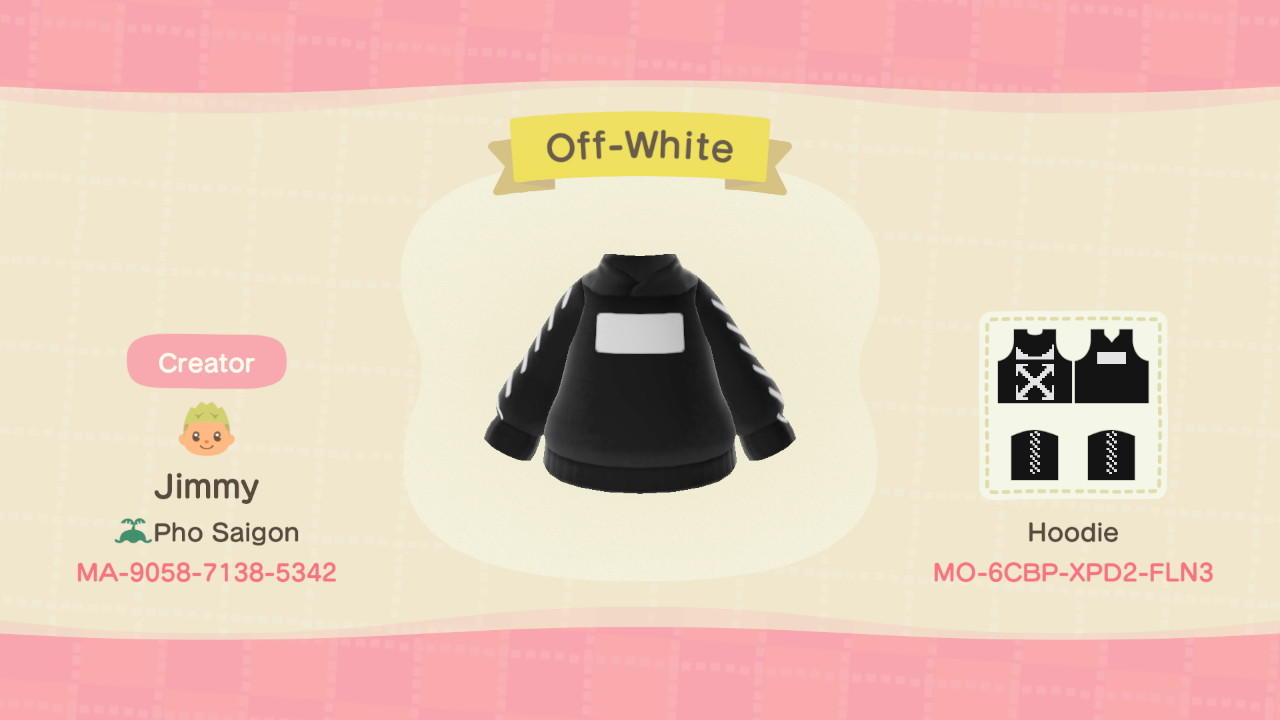 Off-White
Creator
Jimmy
Pho Saigon
MA-9058-7138-5342
Hoodie
MO-6CBP-XPD2-FLN3